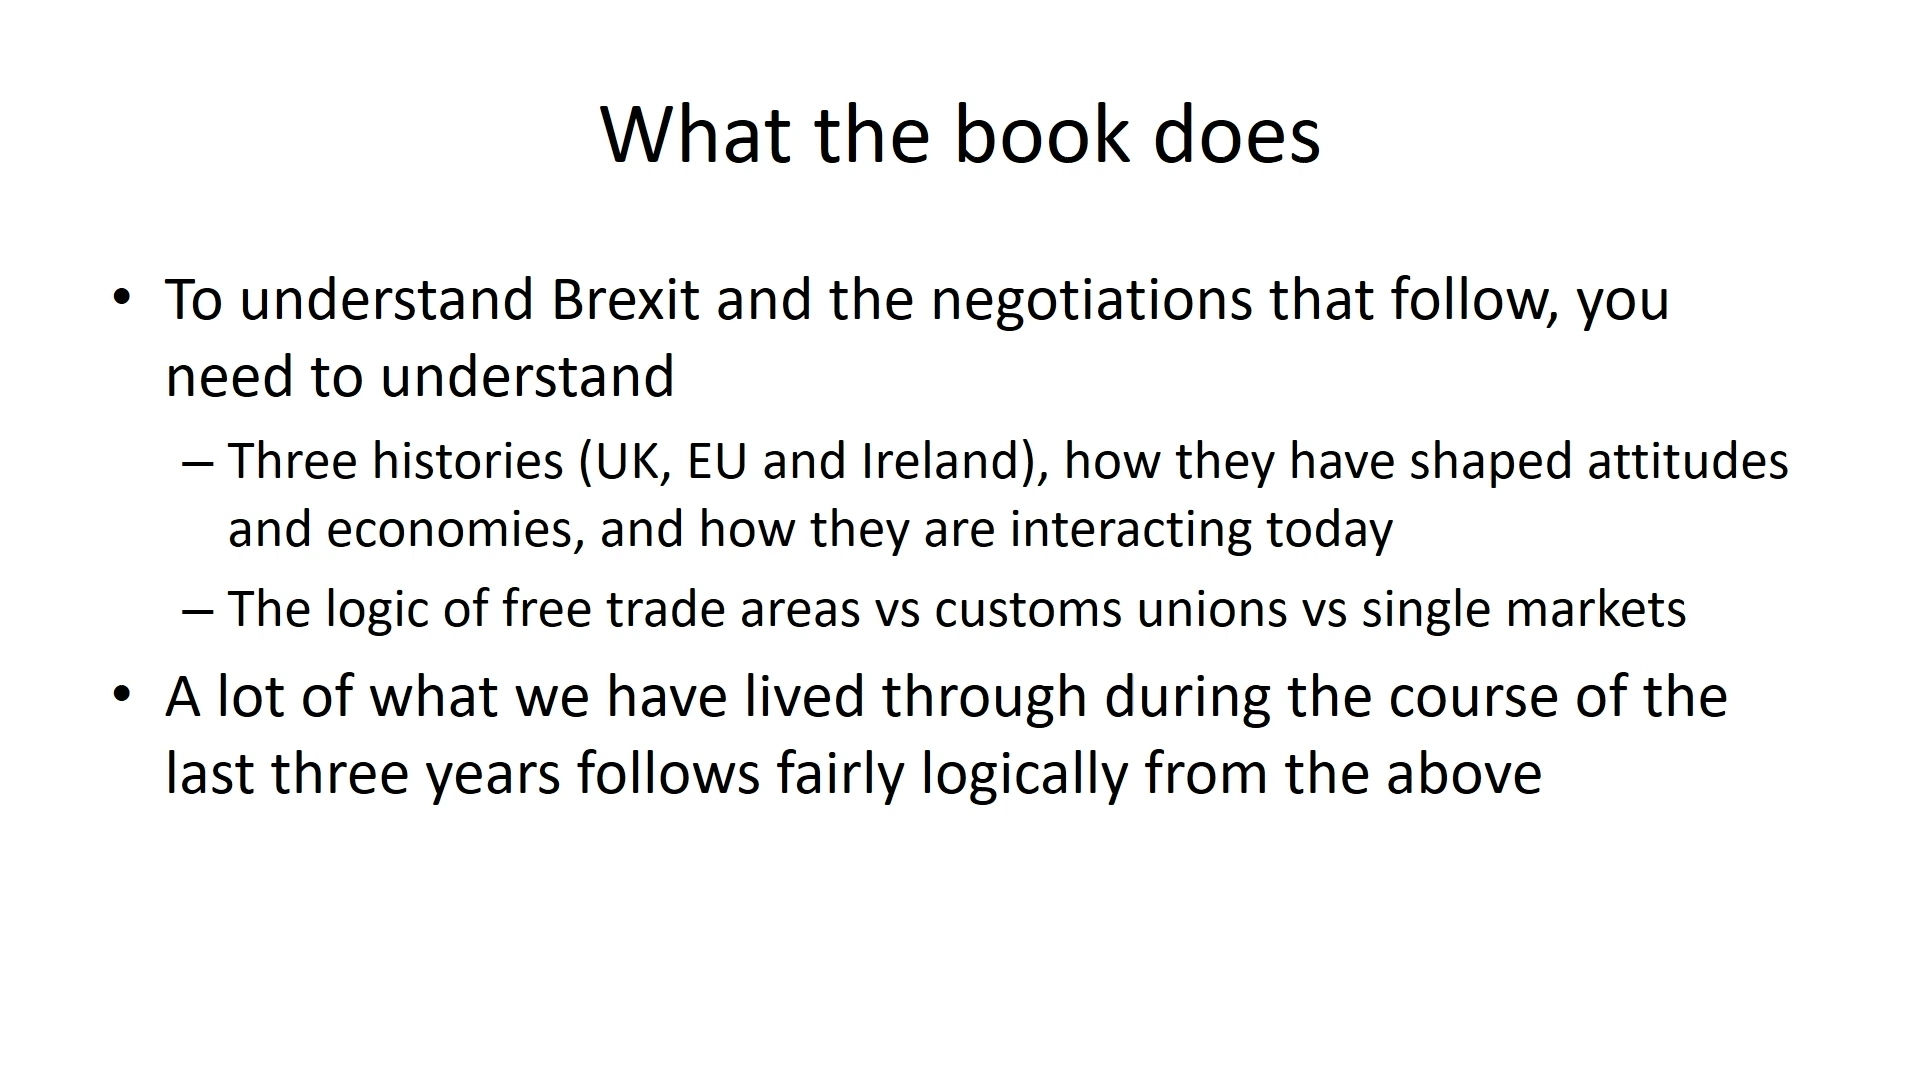 What the book does
• To understand Brexit and the negotiations that follow, you
need to understand
– Three histories (UK, EU and Ireland), how they have shaped attitudes
and economies, and how they are interacting today
– The logic of free trade areas vs customs unions vs single markets
• A lot of what we have lived through during the course of the
last three years follows fairly logically from the above